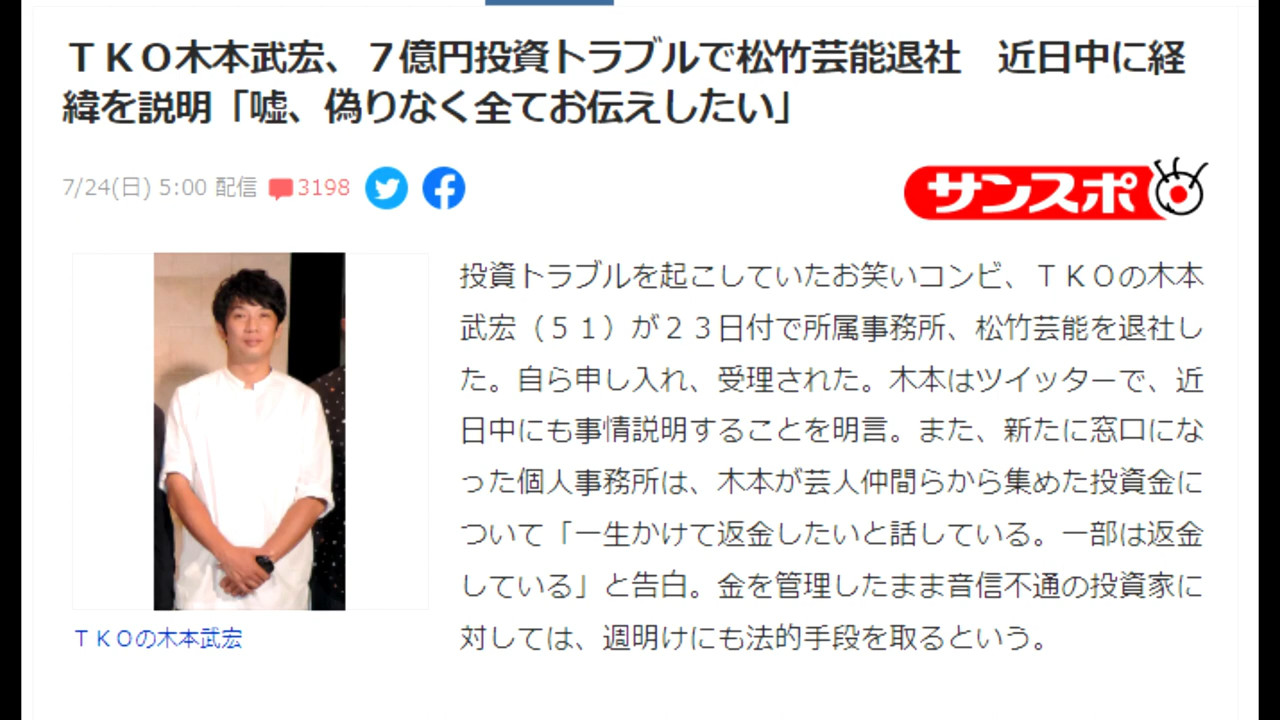 ＴＫＯ木本武宏、７億円投資トラブルで松竹芸能退社　近日中に経
緯を説明「嘘、偽りなく全てお伝えしたい」
7/24(日) 5:00 配信 3198
サンスポ
投資トラブルを起こしていたお笑いコンビ、ＴＫＯの木本
武宏（５１）が２３日付で所属事務所、松竹芸能を退社し
た。自ら申し入れ、受理された。木本はツイッターで、近
日中にも事情説明することを明言。また、新たに窓口にな
った個人事務所は、木本が芸人仲間らから集めた投資金に
ついて「一生かけて返金したいと話している。一部は返金
している」と告白。金を管理したまま音信不通の投資家に
対しては、週明けにも法的手段を取るという。
ＴＫＯの木本武宏